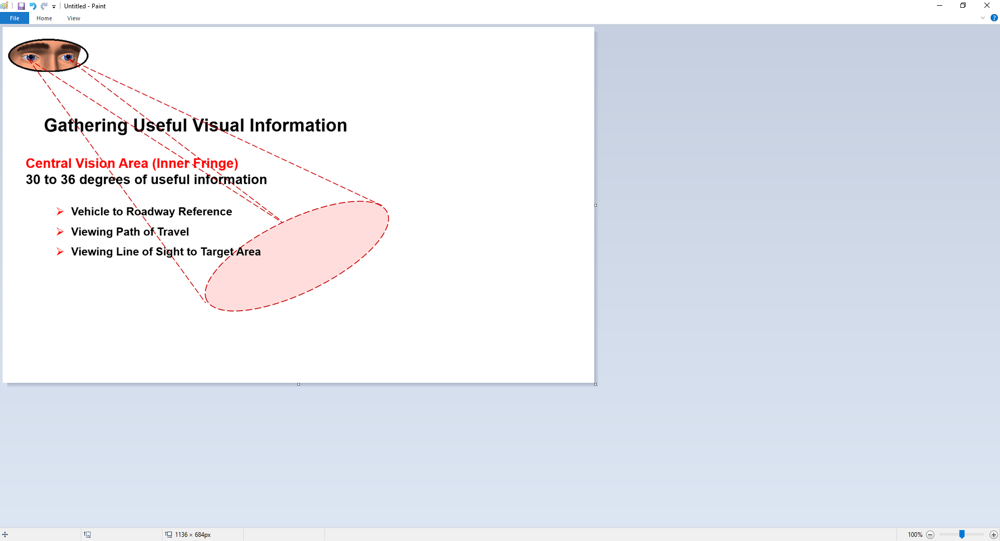 Untitled - Paint
File Home View
Gathering Useful Visual Information
Central Vision Area (Inner Fringe)
30 to 36 degrees of useful information
Vehicle to Roadway Reference
Viewing Path of Travel
Viewing Line of Sight to Target Area
1136 × 684px
100%